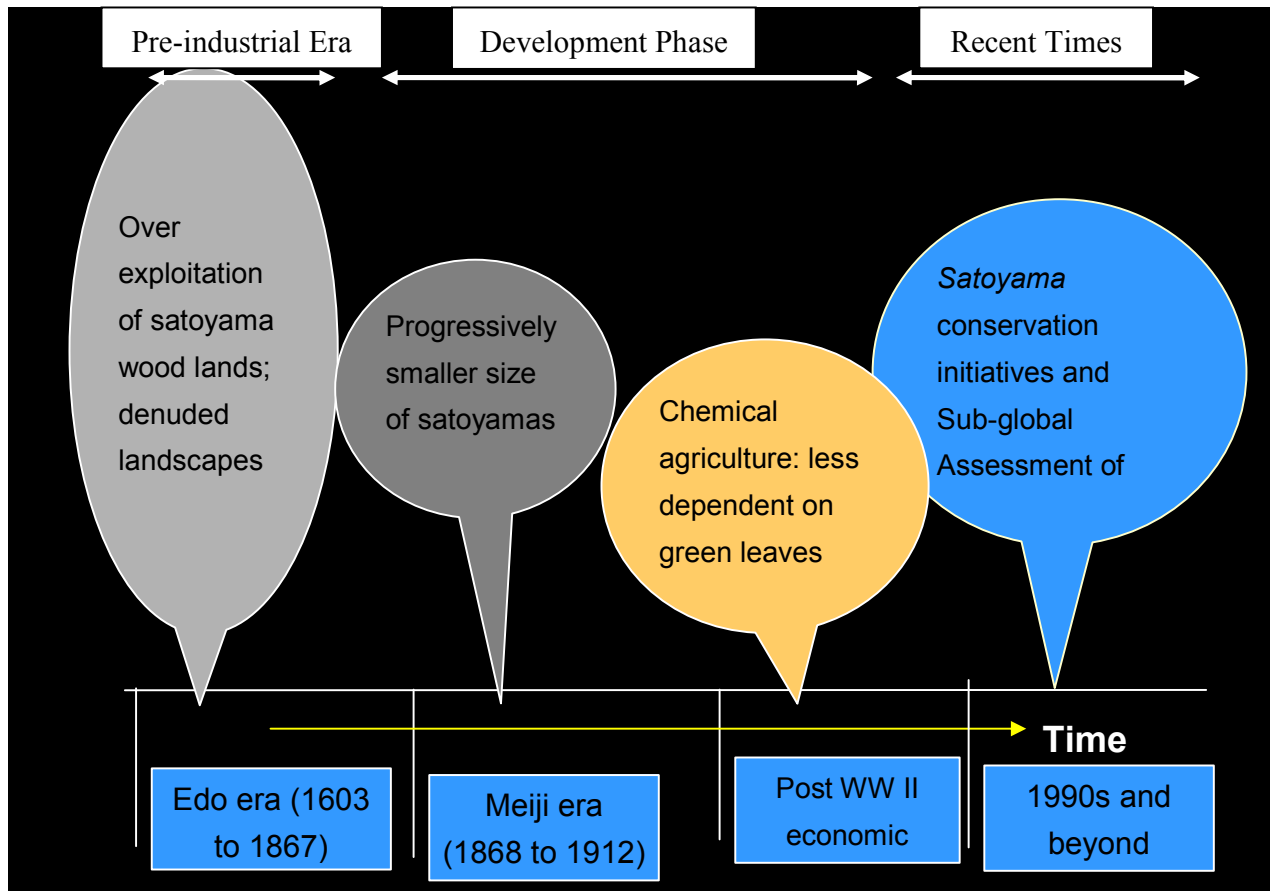 Pre-industrial Era
Development Phase
Recent Times
Over
exploitation
of satoyama
wood lands;
denuded
landscapes
Progressively
smaller size
of satoyamas
Chemical
agriculture: less
dependent on
green leaves
Satoyama
conservation
initiatives and
Sub-global
Assessment of
Time
Edo era (1603
to 1867)
Meiji era
(1868 to 1912)
Post WW II
economic
1990s and
beyond